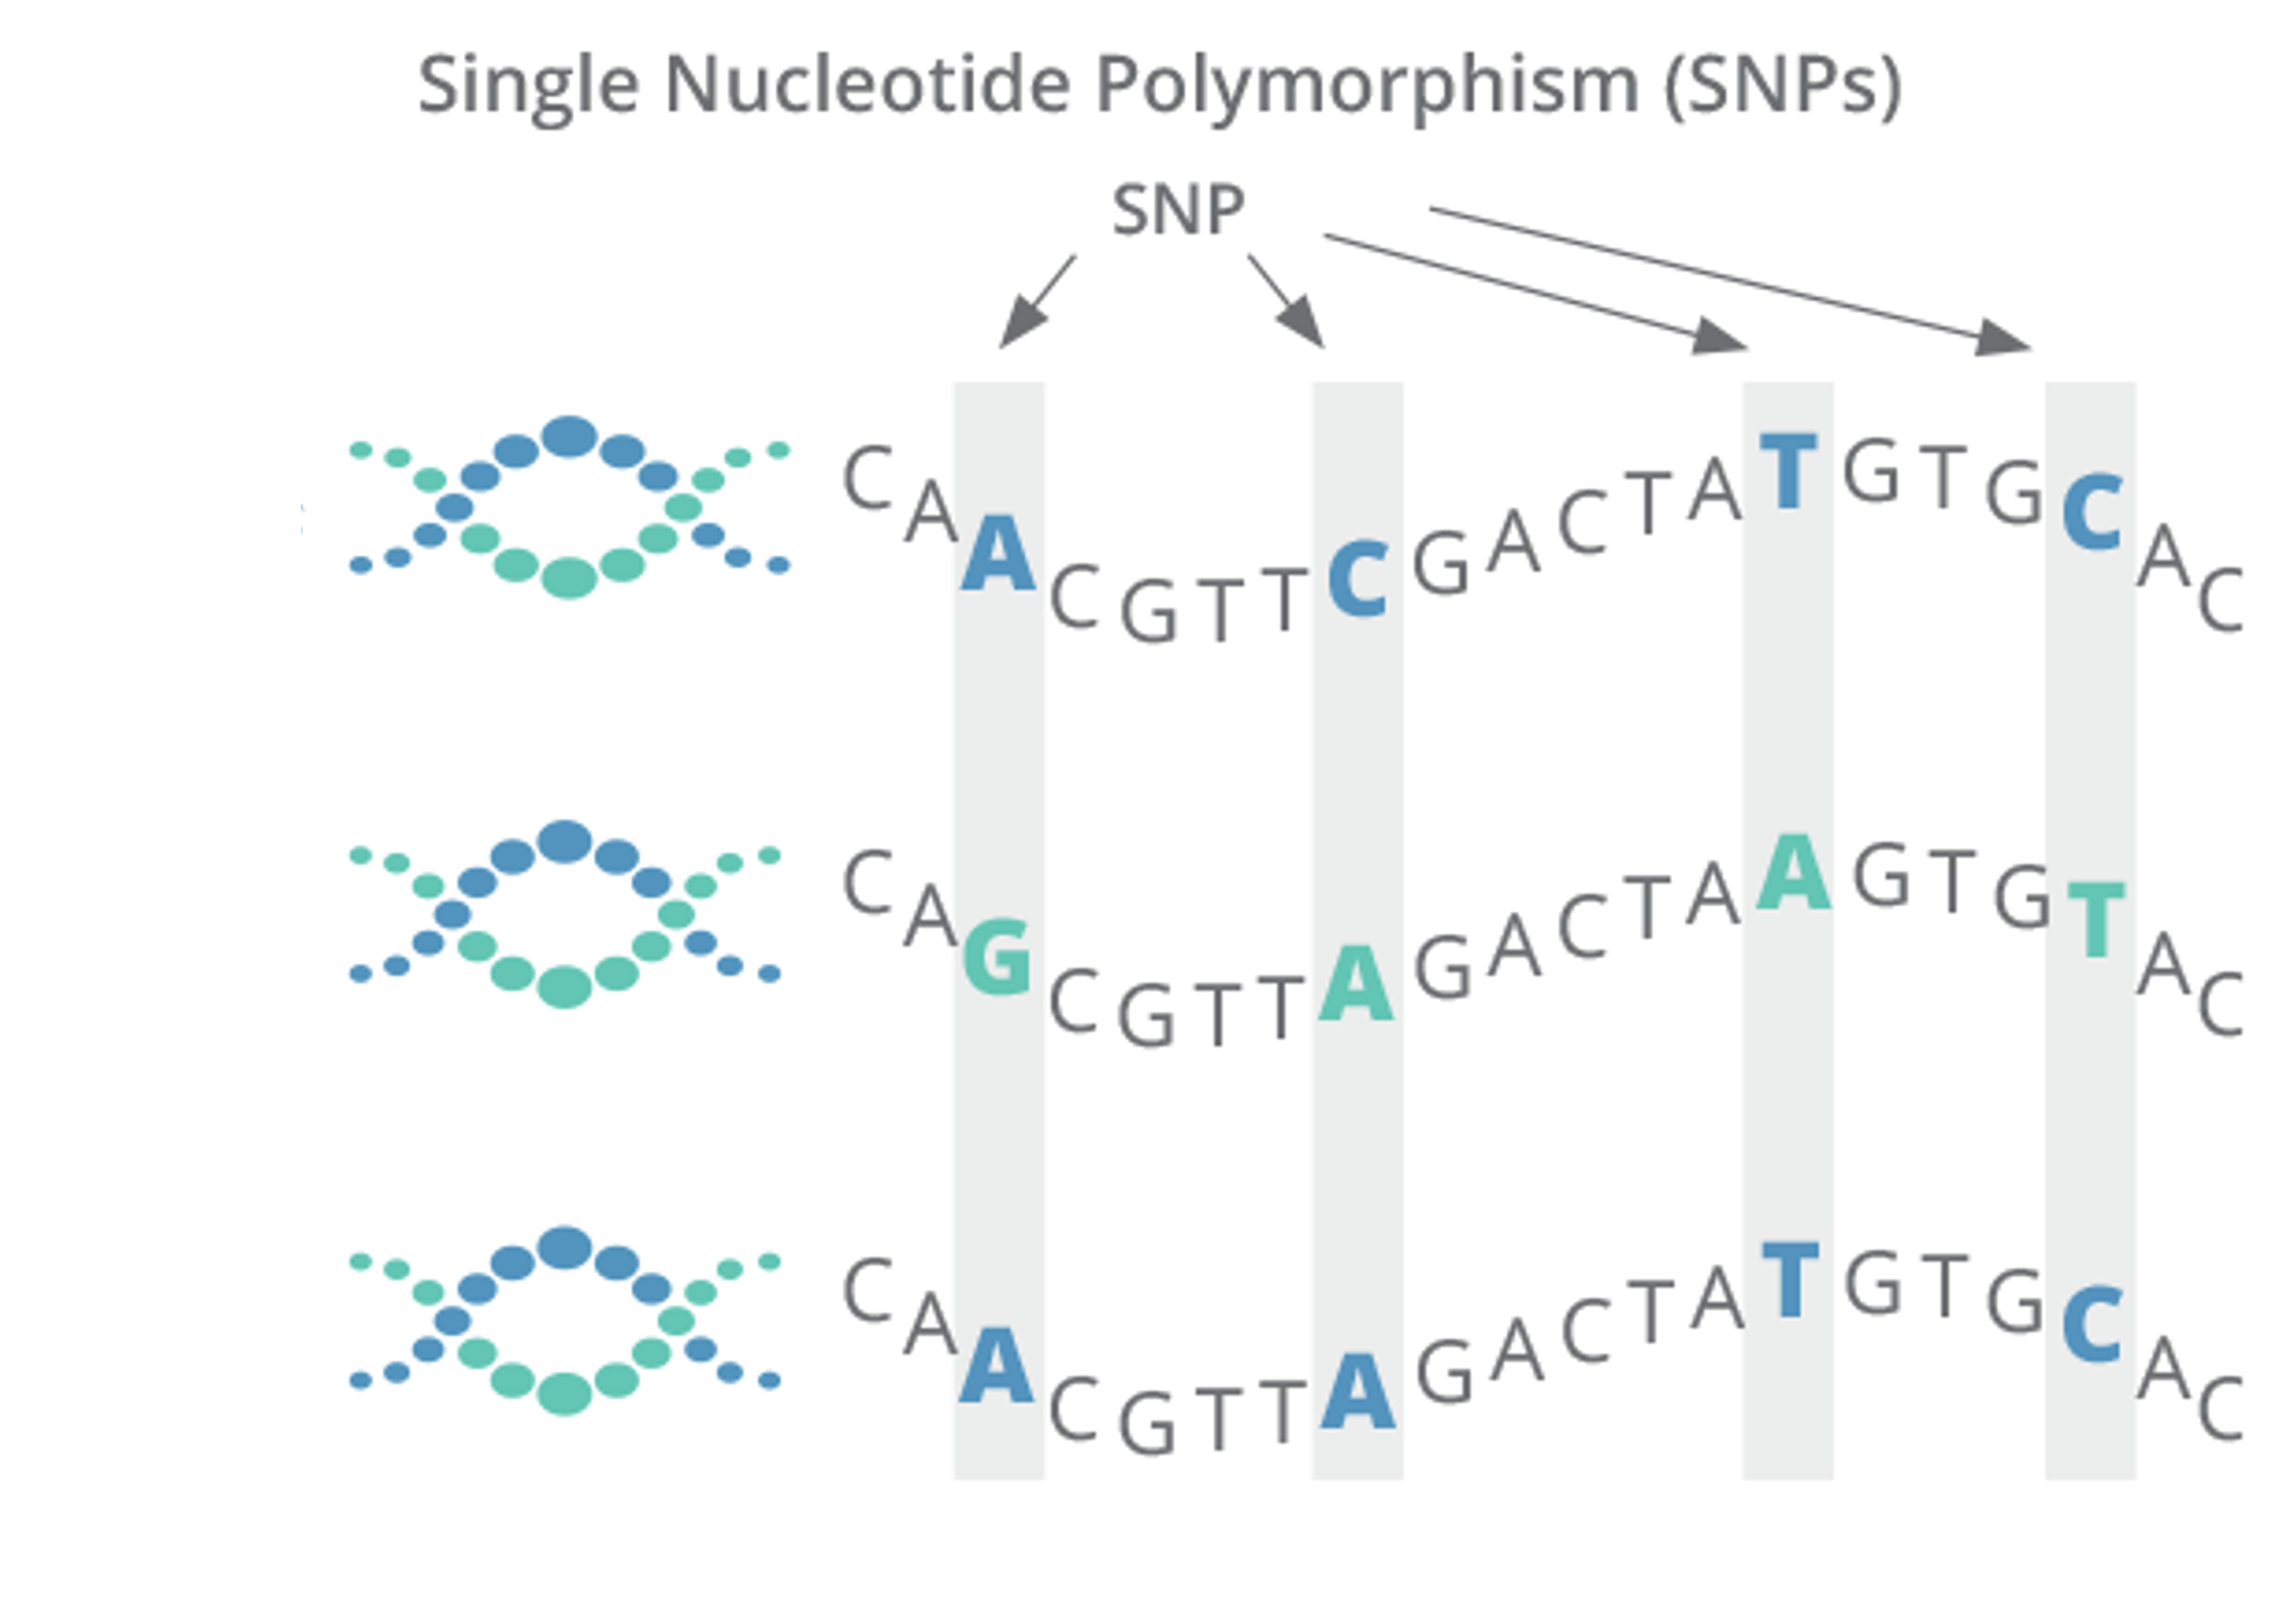 Single Nucleotide Polymorphism (SNPs)
SNP
CAACGTTCGACTATGTGCAC
CAGCGTTAGACTAAGTGTAC
CAACGTTAGACTATGTGCAC